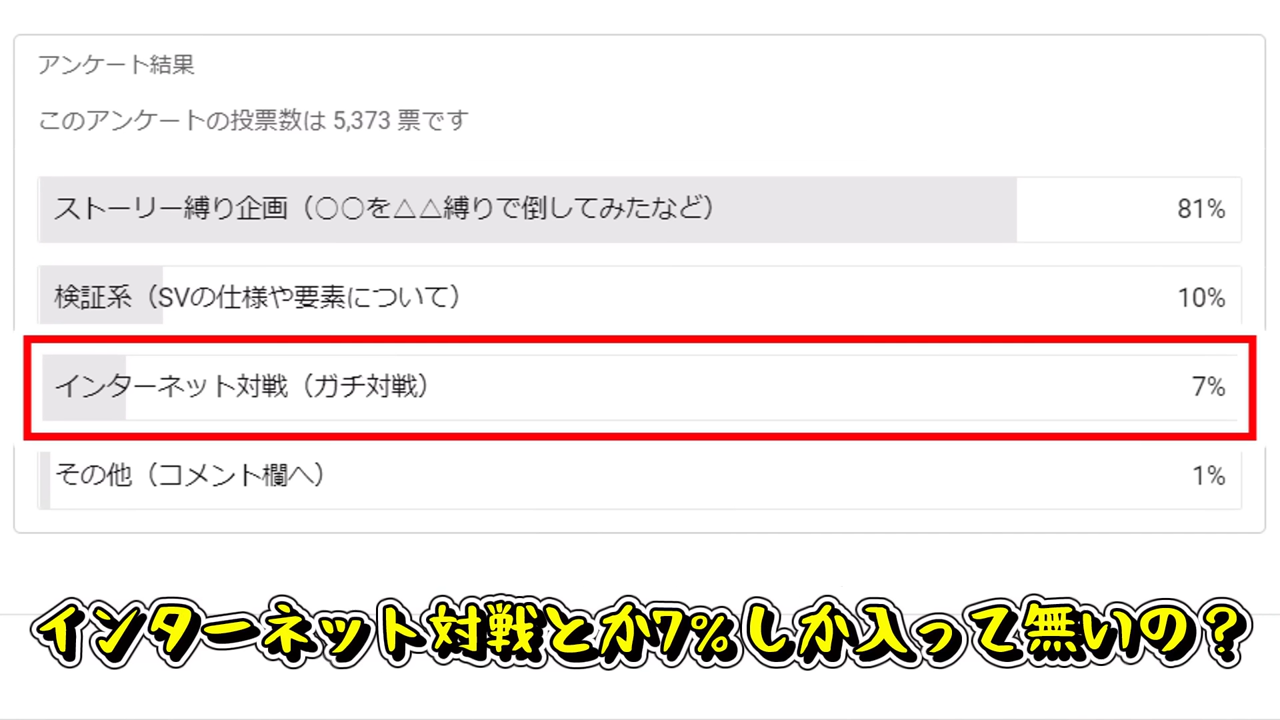 アンケート結果
このアンケートの投票数は 5,373 票です
ストーリー縛り企画（○○を△△縛りで倒してみたなど）
81%
検証系（SVの仕様や要素について）
10%
インターネット対戦（ガチ対戦）
7%
その他（コメント欄へ）
1%
インターネット対戦とか7%しか入って無いの？